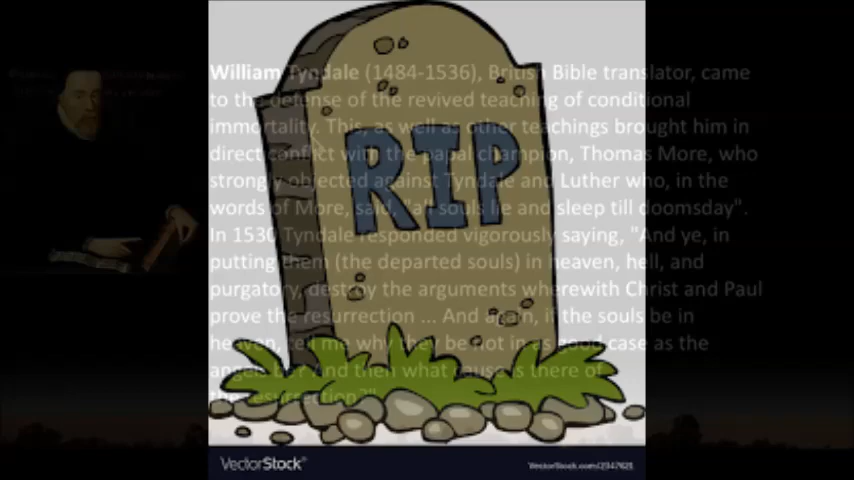 William Tyndale (1484-1536), British Bible translator, came
to the defense of the revived teaching of conditional
immortality. This, as well as other teachings brought him in
direct conflict with the papal champion, Thomas More, who
strongly objected against Tyndale and Luther who, in the
words of More, said, "all souls lie and sleep till doomsday".
In 1530 Tyndale responded vigorously saying, "And ye, in
putting them (the departed souls) in heaven, hell, and
purgatory, destroy the arguments wherewith Christ and Paul
prove the resurrection ... And again, if the souls be in
heaven, tell me why they be not in as good case as the
angels be? And then what cause is there of
the resurrection?"
RIP
VectorStock®
VectorStock.com/2347621